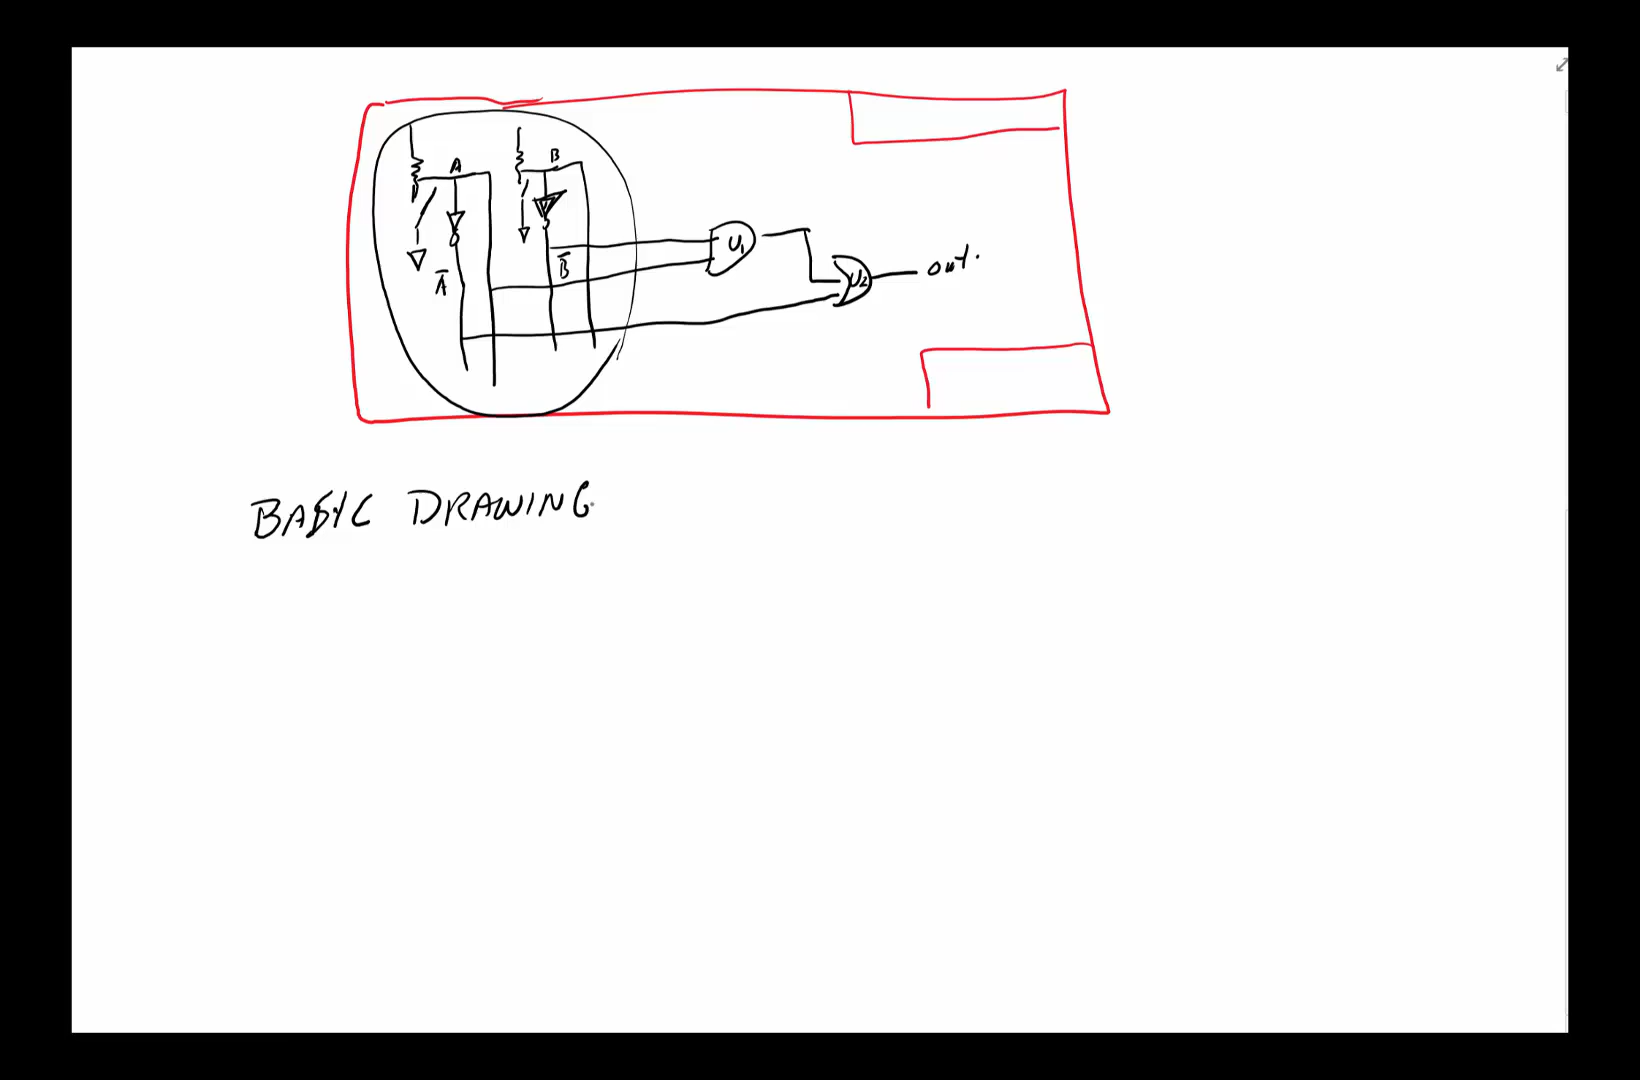 A B
U1
B̅
A̅
U2 out.
BASIC DRAWING